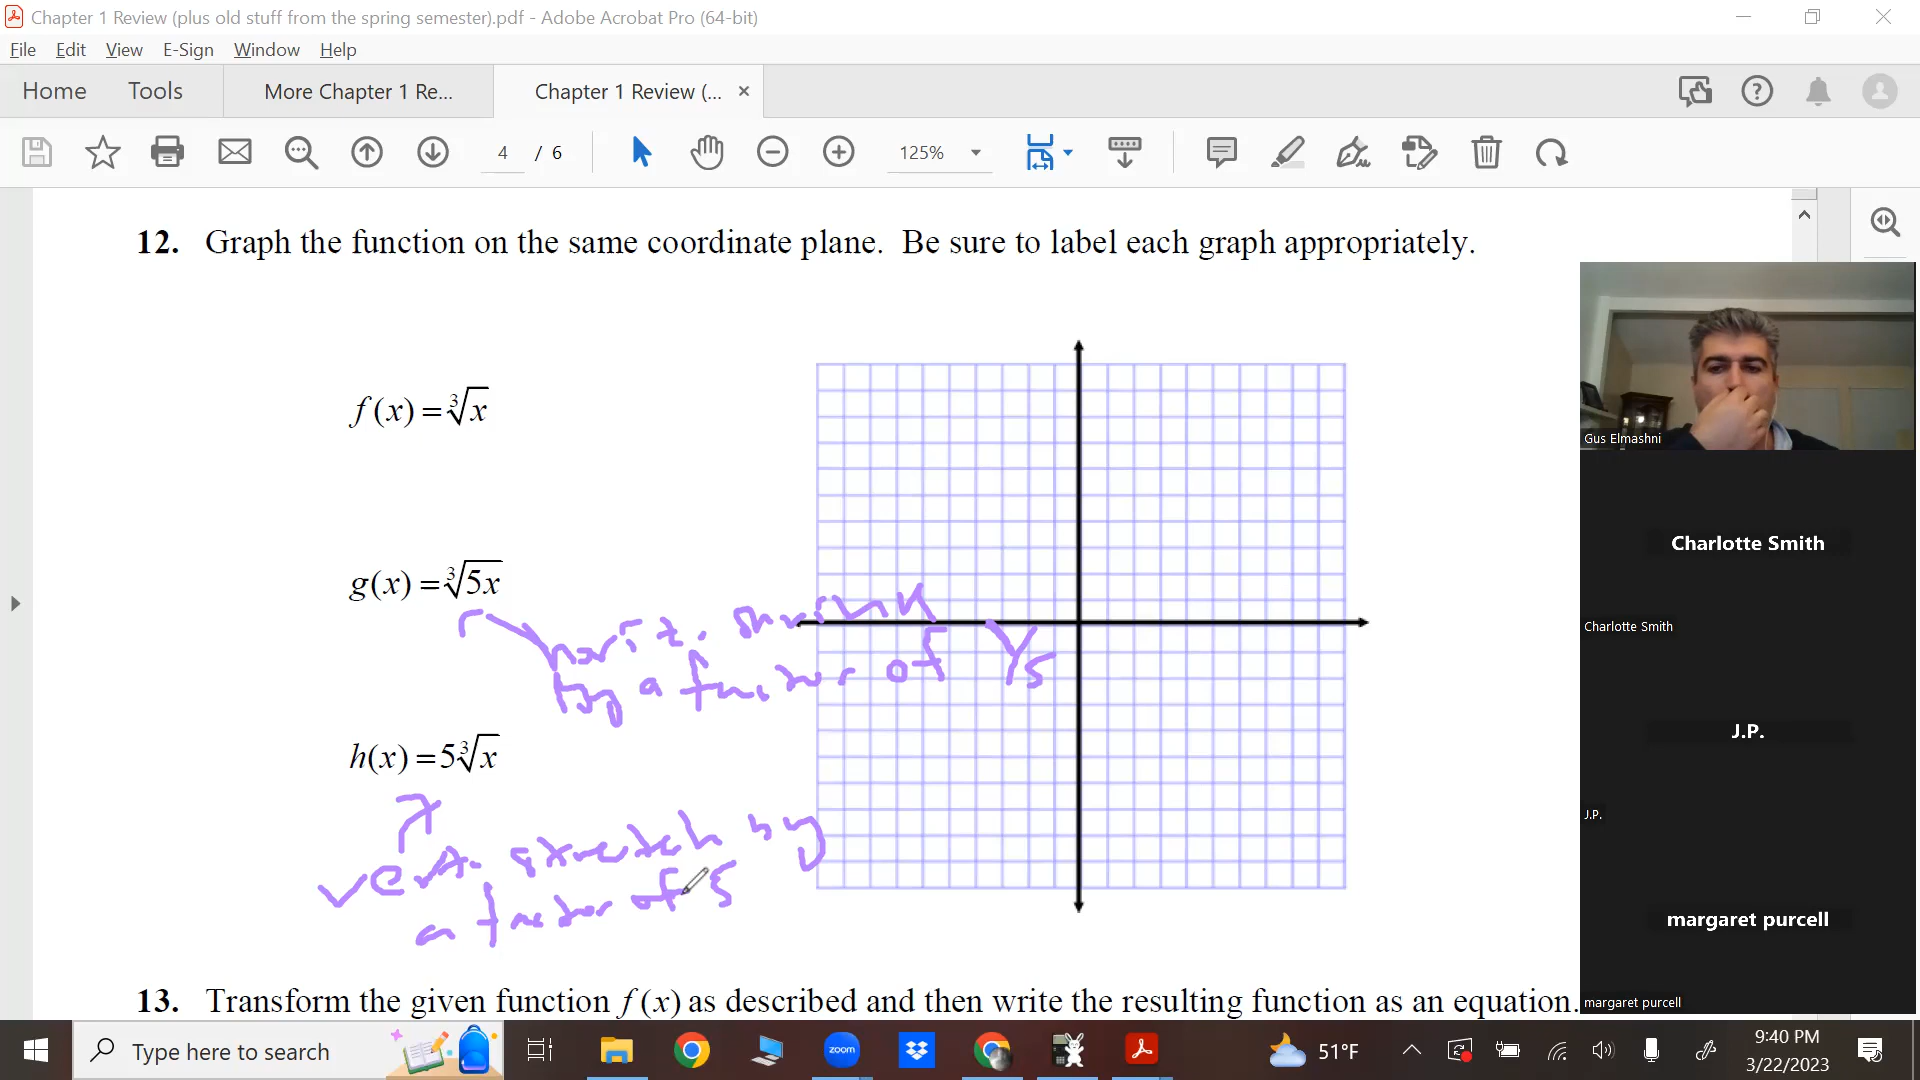 Chapter 1 Review (plus old stuff from the spring semester).pdf - Adobe Acrobat Pro (64-bit)
File Edit View E-Sign Window Help
Home Tools More Chapter 1 Re... Chapter 1 Review (...
4 / 6 125%
12. Graph the function on the same coordinate plane. Be sure to label each graph appropriately.
f(x) = ∛x
g(x) = ∛5x
horiz. shrink
by a factor of 1/5
h(x) = 5∛x
vert. stretch by
a factor of 5
13. Transform the given function f(x) as described and then write the resulting function as an equation.
Gus Elmashni
Charlotte Smith
Charlotte Smith
J.P.
J.P.
margaret purcell
margaret purcell
Type here to search
zoom
51°F
9:40 PM
3/22/2023